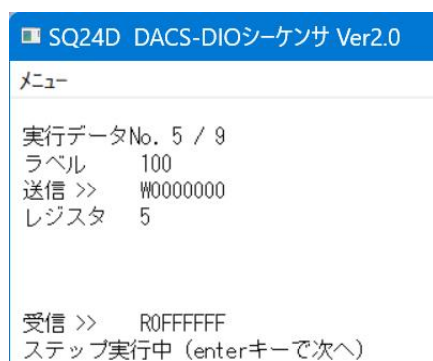 SQ24D DACS-DIOシーケンサ Ver2.0
メニュー
実行データNo. 5 / 9
ラベル 100
送信 >> W0000000
レジスタ 5
受信 >> R0FFFFFF
ステップ実行中 (enterキーで次へ)